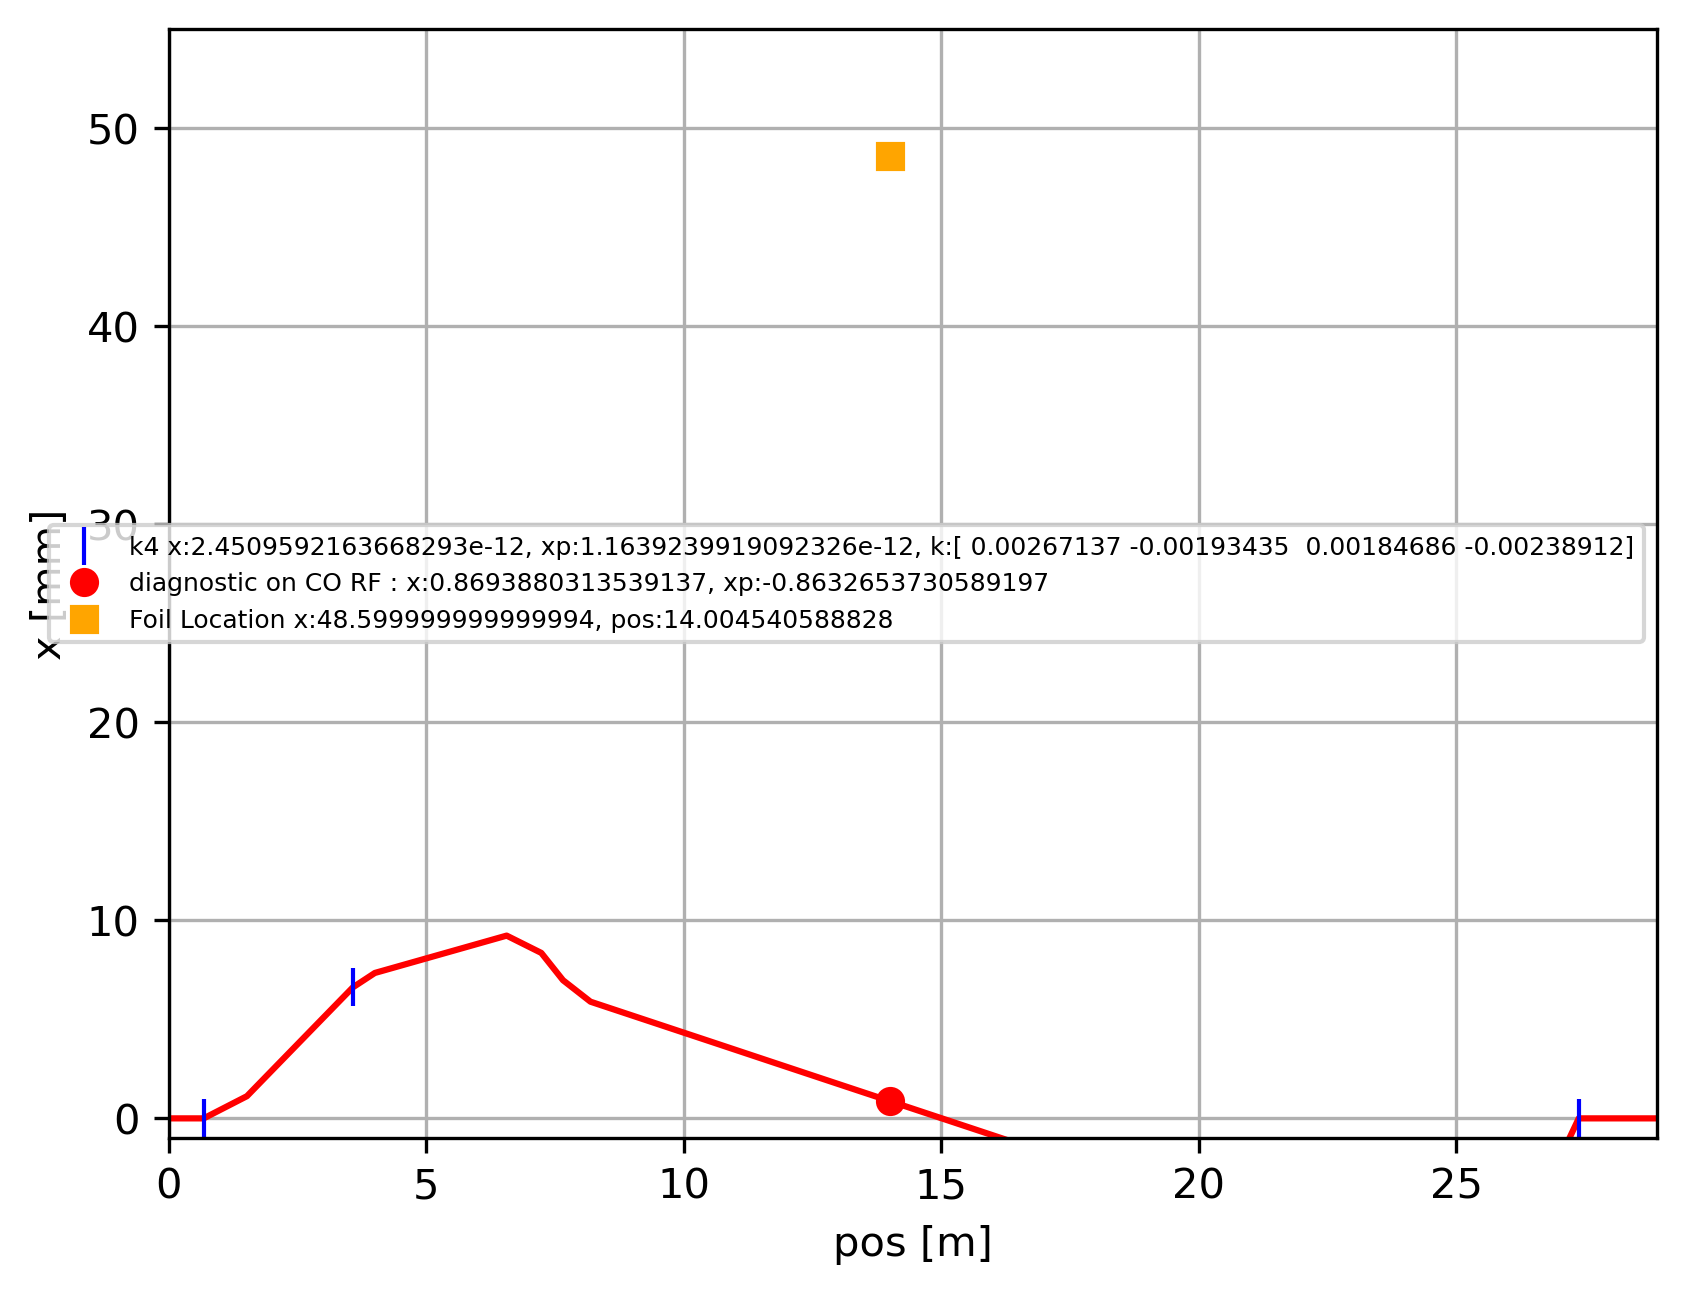 50
40
30
x [mm]
k4 x:2.4509592163668293e-12, xp:1.1639239919092326e-12, k:[ 0.00267137 -0.00193435  0.00184686 -0.00238912]
diagnostic on CO RF : x:0.8693880313539137, xp:-0.8632653730589197
Foil Location x:48.599999999999994, pos:14.004540588828
20
10
0
0 5 10 15 20 25
pos [m]